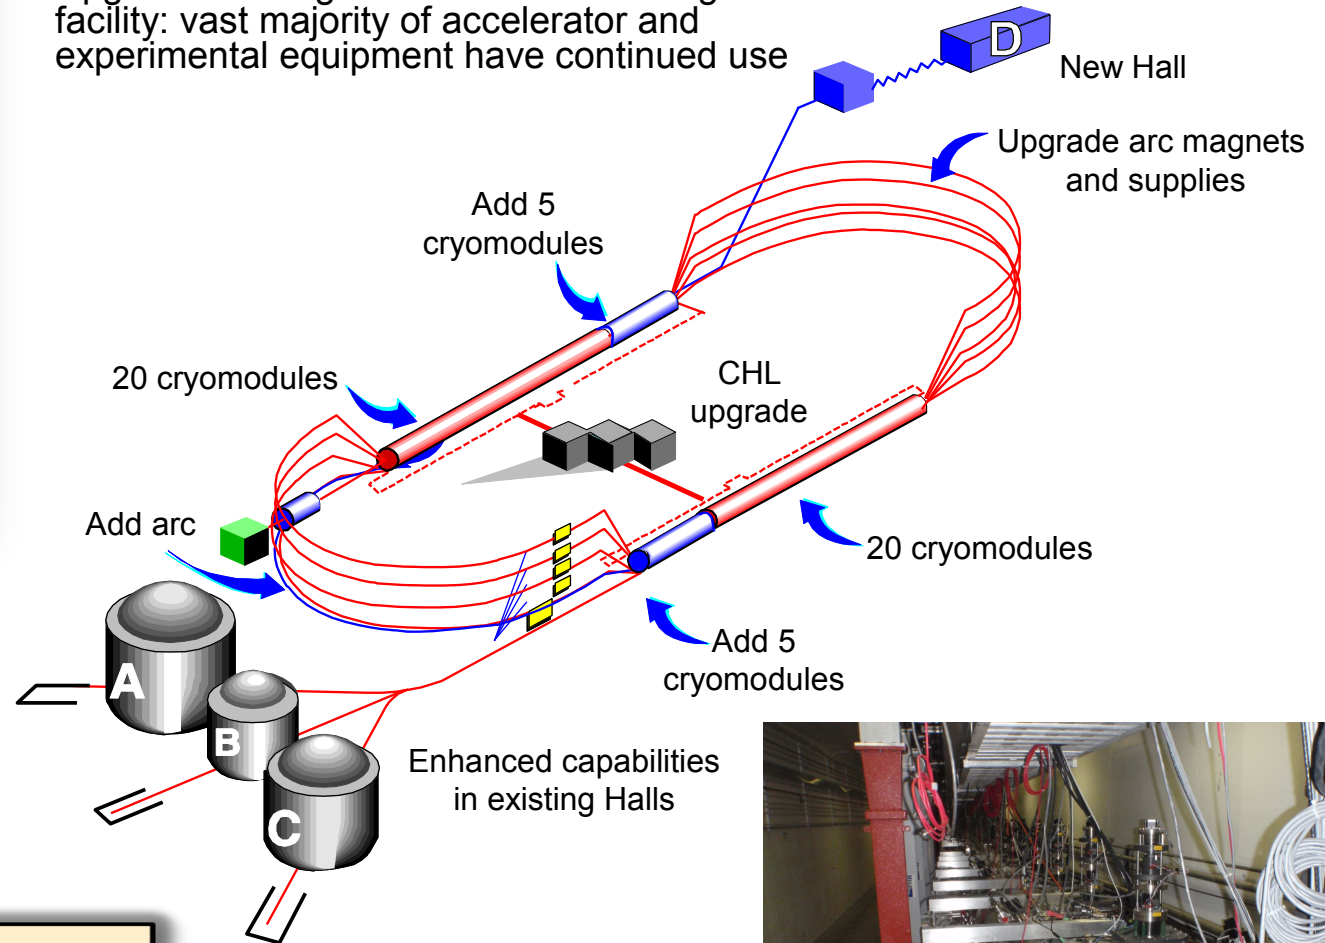 facility: vast majority of accelerator and
experimental equipment have continued use
D
New Hall
Upgrade arc magnets
and supplies
Add 5
cryomodules
20 cryomodules
CHL
upgrade
Add arc
20 cryomodules
Add 5
cryomodules
A
B
C
Enhanced capabilities
in existing Halls